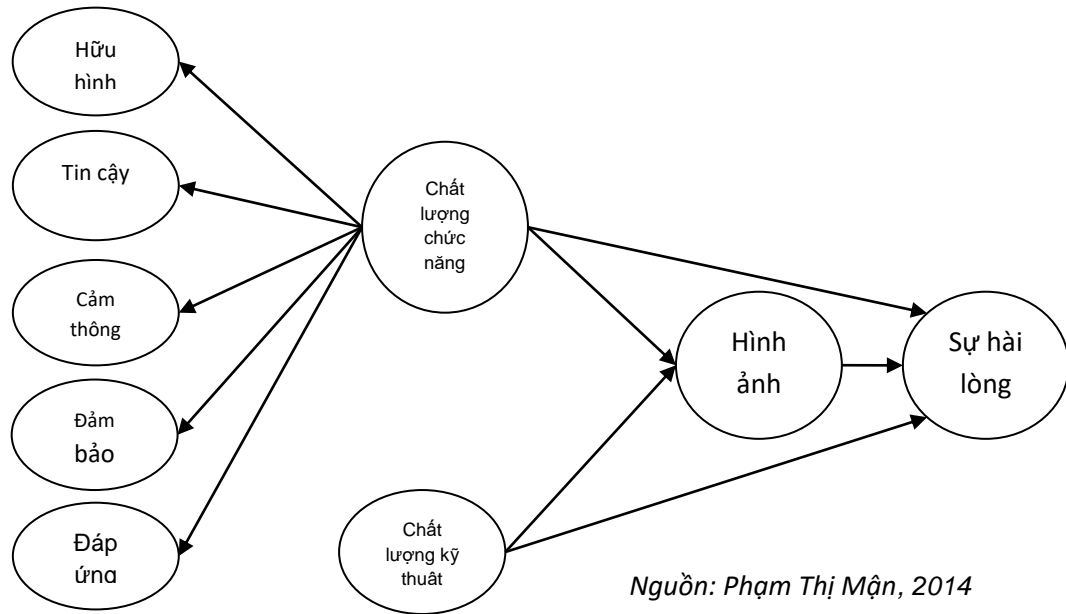 Hữu
hình
Tin cậy
Cảm
thông
Đảm
bảo
Đáp
ứng
Chất
lượng
chức
năng
Chất
lượng kỹ
thuật
Hình
ảnh
Sự hài
lòng
Nguồn: Phạm Thị Mận, 2014